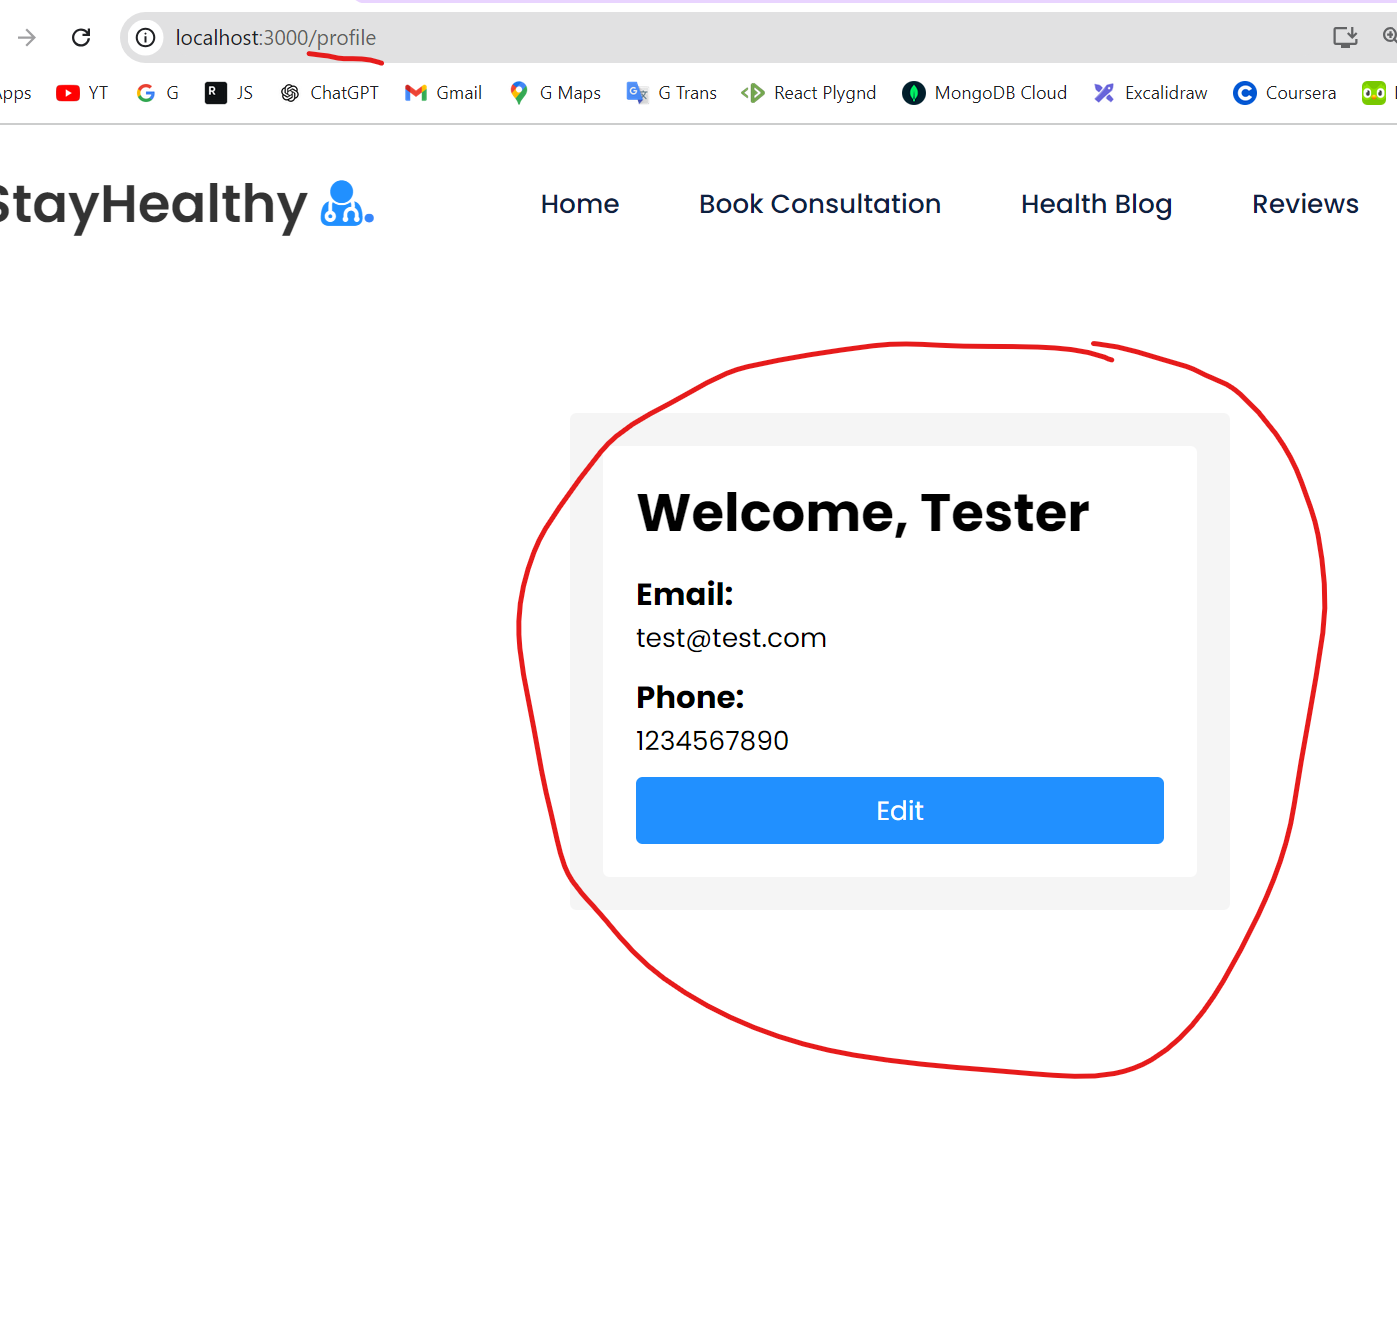 localhost:3000/profile
Apps YT G JS ChatGPT Gmail G Maps G Trans React Plygnd MongoDB Cloud Excalidraw Coursera
StayHealthy Home Book Consultation Health Blog Reviews
Welcome, Tester
Email:
test@test.com
Phone:
1234567890
Edit